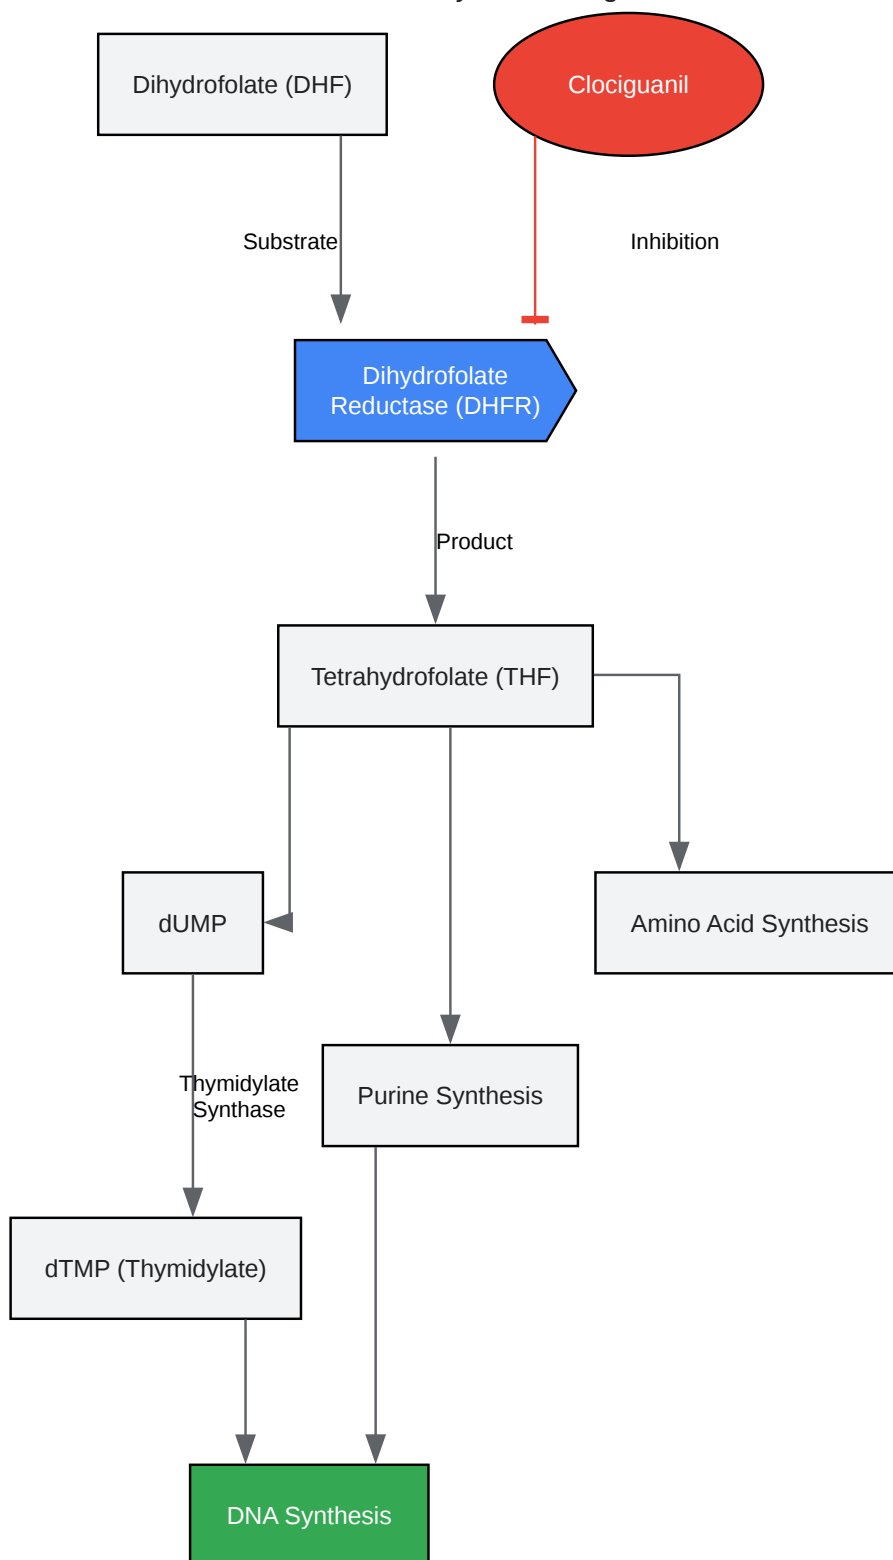 Dihydrofolate (DHF)
Clociguanil
Substrate
Inhibition
Dihydrofolate
Reductase (DHFR)
Product
Tetrahydrofolate (THF)
dUMP
Amino Acid Synthesis
Thymidylate
Synthase
Purine Synthesis
dTMP (Thymidylate)
DNA Synthesis